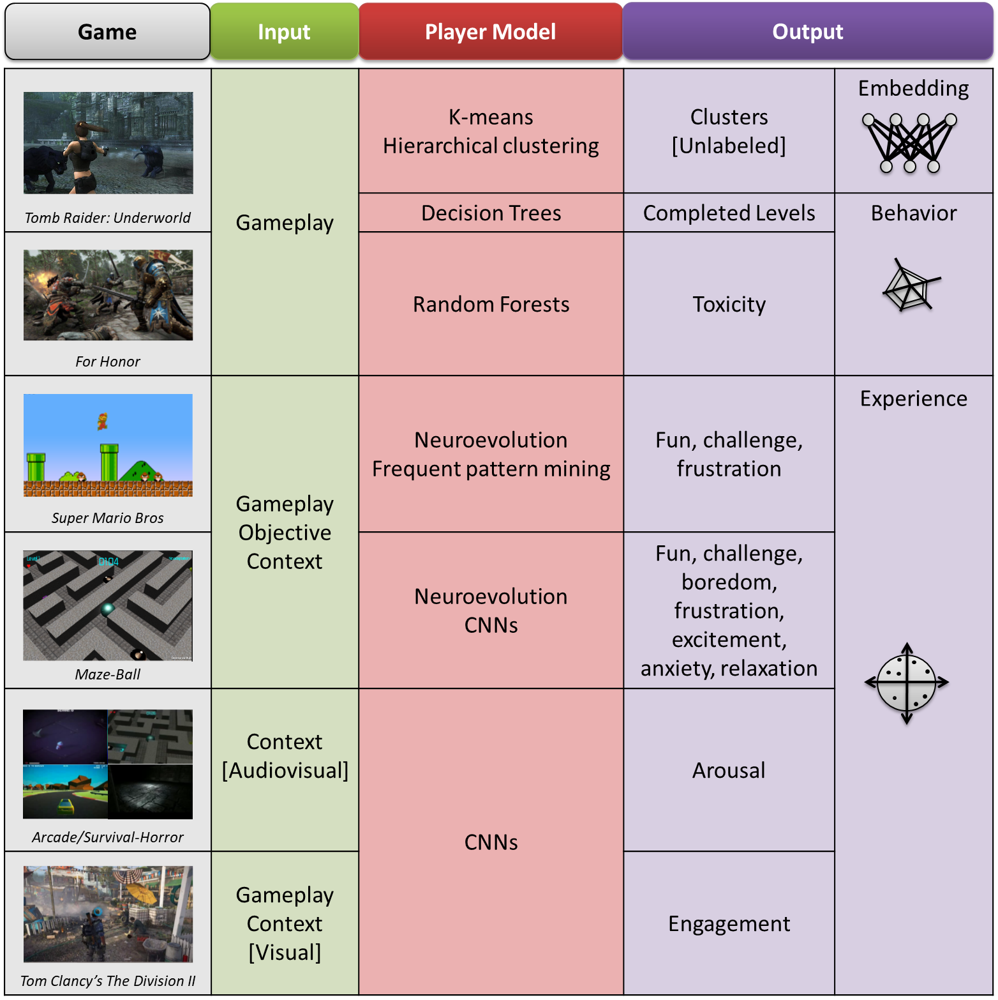 Game
Input
Player Model
Output
Tomb Raider: Underworld
Gameplay
K-means
Hierarchical clustering
Clusters
[Unlabeled]
Embedding
Decision Trees
Completed Levels
Behavior
For Honor
Random Forests
Toxicity
Super Mario Bros
Gameplay
Objective
Context
Neuroevolution
Frequent pattern mining
Fun, challenge,
frustration
Experience
Level
0104
Maze-Ball
Neuroevolution
CNNs
Fun, challenge,
boredom,
frustration,
excitement,
anxiety, relaxation
Arcade/Survival-Horror
Context
[Audiovisual]
CNNs
Arousal
Tom Clancy’s The Division II
Gameplay
Context
[Visual]
Engagement